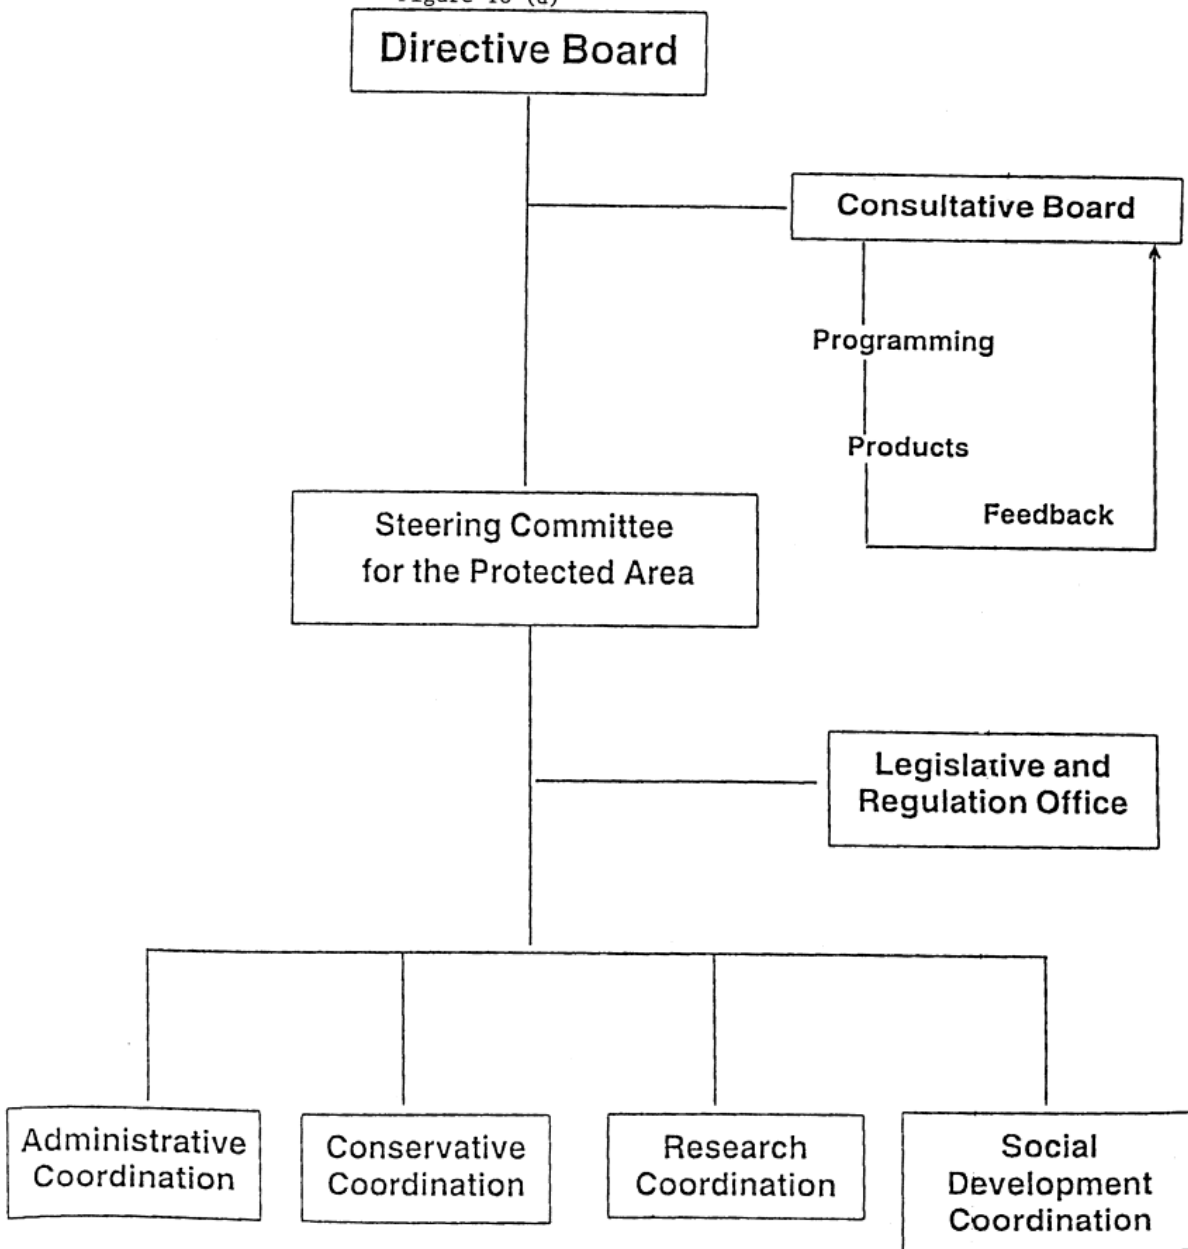 Directive Board
Consultative Board
Programming
Products
Feedback
Steering Committee
for the Protected Area
Legislative and
Regulation Office
Administrative
Coordination
Conservative
Coordination
Research
Coordination
Social
Development
Coordination